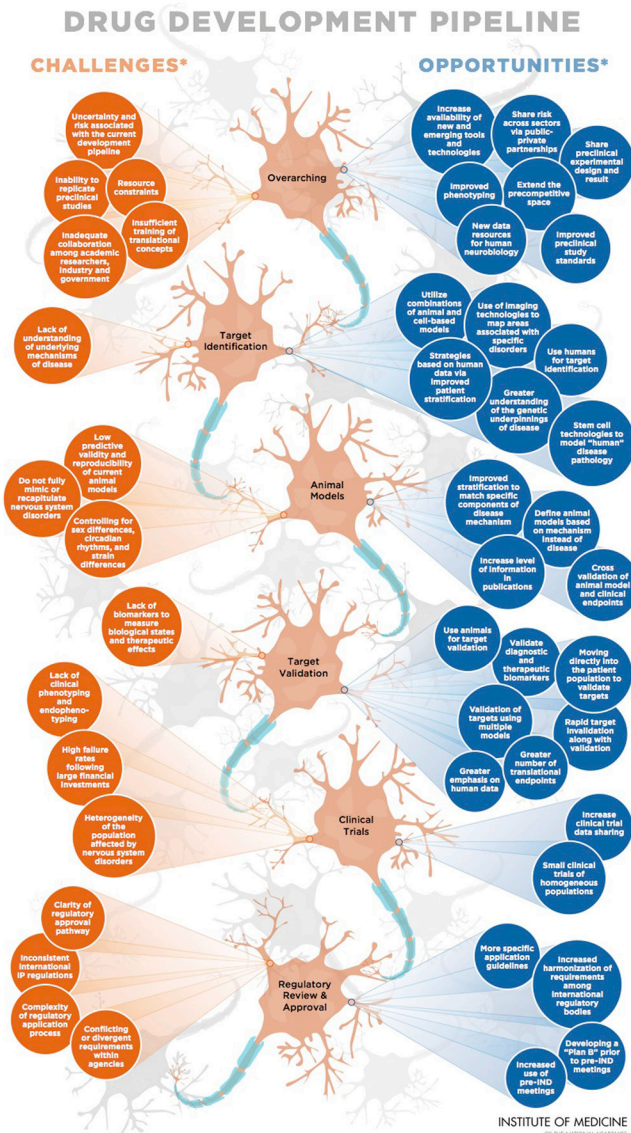 DRUG DEVELOPMENT PIPELINE
CHALLENGES*
OPPORTUNITIES*
Overarching
Uncertainty and
risk associated with
the current
development
pipeline
Inability to
replicate
preclinical
studies
Resource
constraints
Inadequate
collaboration
among academic
researchers,
industry and
government
Insufficient
training of
translational
concepts
Increase
availability of
new and
emerging tools
and
technologies
Share risk
across sectors
via public-
private
partnerships
Share
preclinical
experimental
design and
result
Improved
phenotyping
Extend the
precompetitive
space
New data
resources
for human
neurobiology
Improved
preclinical
study
standards
Target
Identification
Lack of
understanding
of underlying
mechanisms
of disease
Utilize
combinations
of animal and
cell-based
models
Use of imaging
technologies to
map areas
associated with
specific
disorders
Use humans
for target
identification
Strategies
based on human
data via
improved
patient
stratification
Greater
understanding
of the genetic
underpinnings
of disease
Stem cell
technologies to
model "human"
disease
pathology
Animal
Models
Low
predictive
validity and
reproducibility
of current
animal
models
Do not fully
mimic or
recapitulate
nervous system
disorders
Controlling for
sex differences,
circadian
rhythms, and
strain
differences
Improved
stratification to
match specific
components of
disease
mechanism
Define animal
models based
on mechanism
instead of
disease
Increase level
of information
in
publications
Cross
validation of
animal model
and clinical
endpoints
Target
Validation
Lack of
biomarkers to
measure
biological states
and therapeutic
effects
Use animals
for target
validation
Validate
diagnostic
and
therapeutic
biomarkers
Moving
directly into
the patient
population to
validate
targets
Validation of
targets using
multiple
models
Rapid target
invalidation
along with
validation
Greater
emphasis on
human data
Greater
number of
translational
endpoints
Clinical
Trials
Lack of
clinical
phenotyping
and
endopheno-
typing
High failure
rates
following
large financial
investments
Heterogeneity
of the
population
affected by
nervous system
disorders
Increase
clinical trial
data sharing
Small clinical
trials of
homogeneous
populations
Regulatory
Review &
Approval
Clarity of
regulatory
approval
pathway
Inconsistent
international
IP regulations
Complexity
of regulatory
application
process
Conflicting
or divergent
requirements
within
agencies
More specific
application
guidelines
Increased
harmonization of
requirements
among
international
regulatory
bodies
Developing a
"Plan B" prior
to pre-IND
meetings
Increased
use of
pre-IND
meetings
INSTITUTE OF MEDICINE